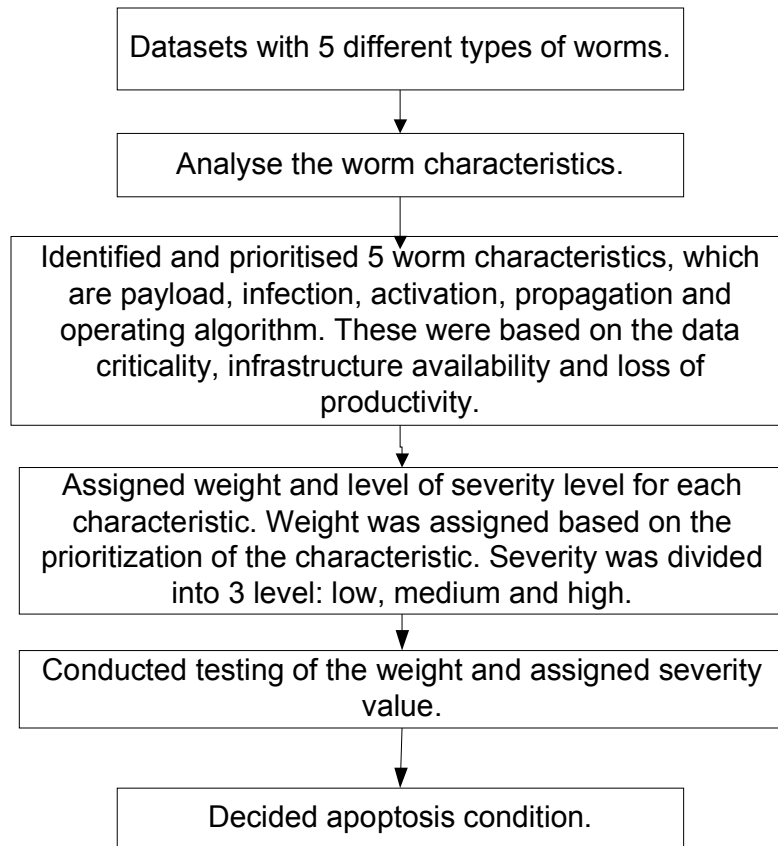 Datasets with 5 different types of worms.
Analyse the worm characteristics.
Identified and prioritised 5 worm characteristics, which
are payload, infection, activation, propagation and
operating algorithm. These were based on the data
criticality, infrastructure availability and loss of
productivity.
Assigned weight and level of severity level for each
characteristic. Weight was assigned based on the
prioritization of the characteristic. Severity was divided
into 3 level: low, medium and high.
Conducted testing of the weight and assigned severity
value.
Decided apoptosis condition.